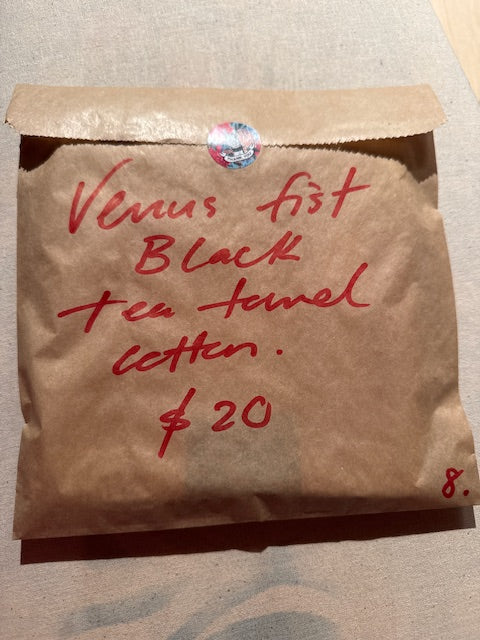 Venus fist
Black
tea towel
cotton.
$20
8.